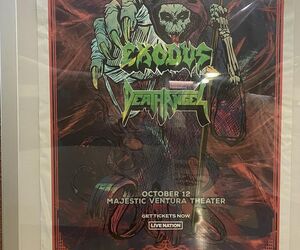 EXODUS
DEATH ANGEL
OCTOBER 12
MAJESTIC VENTURA THEATER
GET TICKETS NOW
LIVE NATION